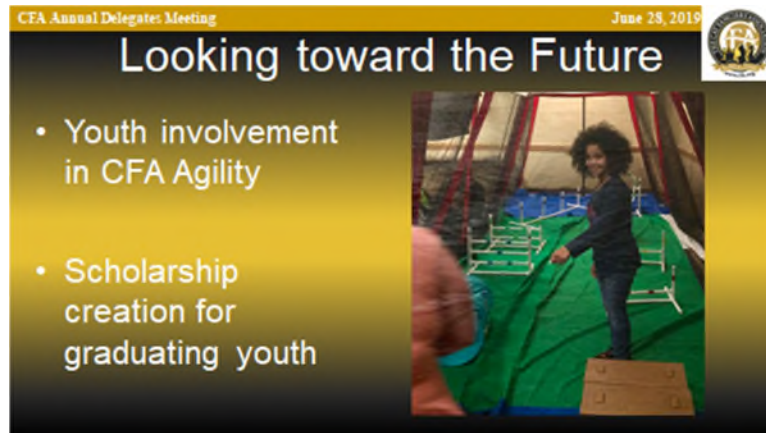 CFA Annual Delegates Meeting
June 28, 2019
Looking toward the Future
• Youth involvement
in CFA Agility
• Scholarship
creation for
graduating youth